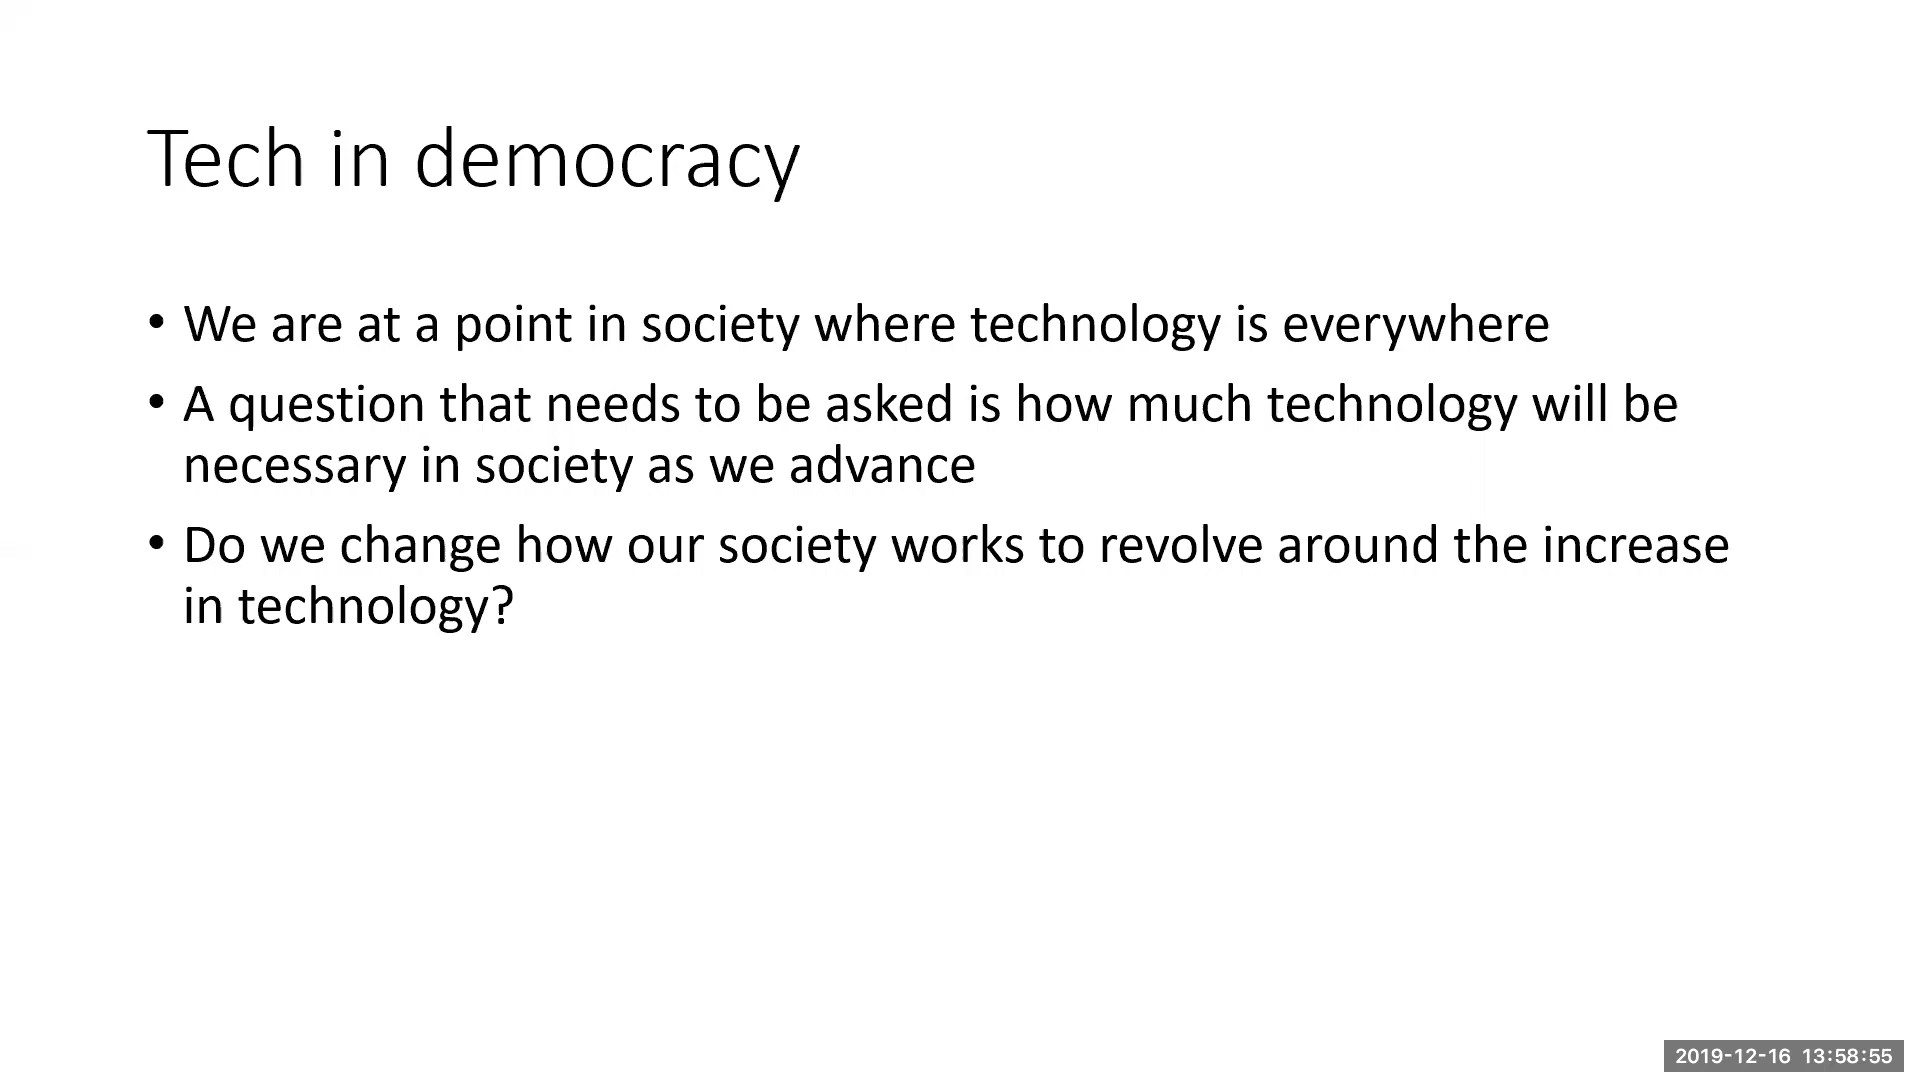 Tech in democracy
• We are at a point in society where technology is everywhere
• A question that needs to be asked is how much technology will be
necessary in society as we advance
• Do we change how our society works to revolve around the increase
in technology?
2019-12-16 13:58:55